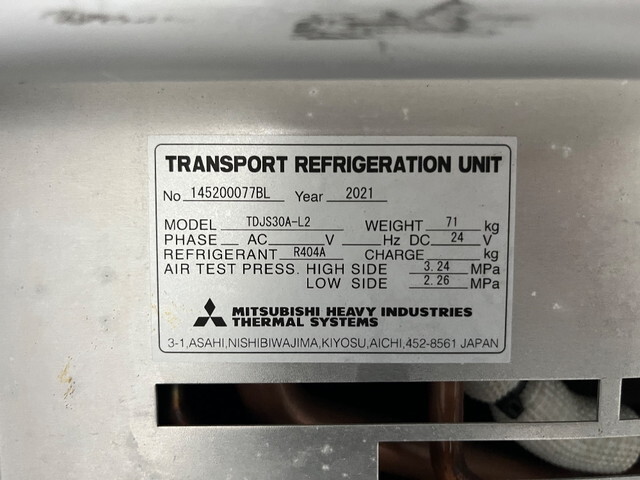 TRANSPORT REFRIGERATION UNIT
No 145200077BL Year 2021
MODEL TDJS30A-L2 WEIGHT 71 kg
PHASE AC V Hz DC 24 V
REFRIGERANT R404A CHARGE kg
AIR TEST PRESS. HIGH SIDE 3.24 MPa
LOW SIDE 2.26 MPa
MITSUBISHI HEAVY INDUSTRIES
THERMAL SYSTEMS
3-1,ASAHI,NISHIBIWAJIMA,KIYOSU,AICHI,452-8561 JAPAN